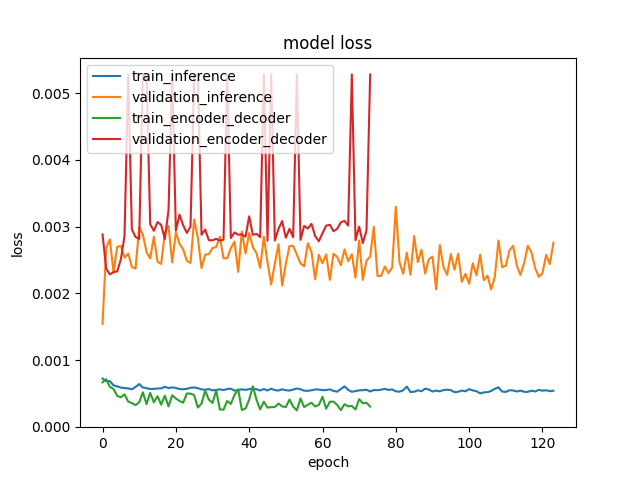 model loss
train_inference
validation_inference
train_encoder_decoder
validation_encoder_decoder
loss
0.005
0.004
0.003
0.002
0.001
0.000
0 20 40 60 80 100 120
epoch